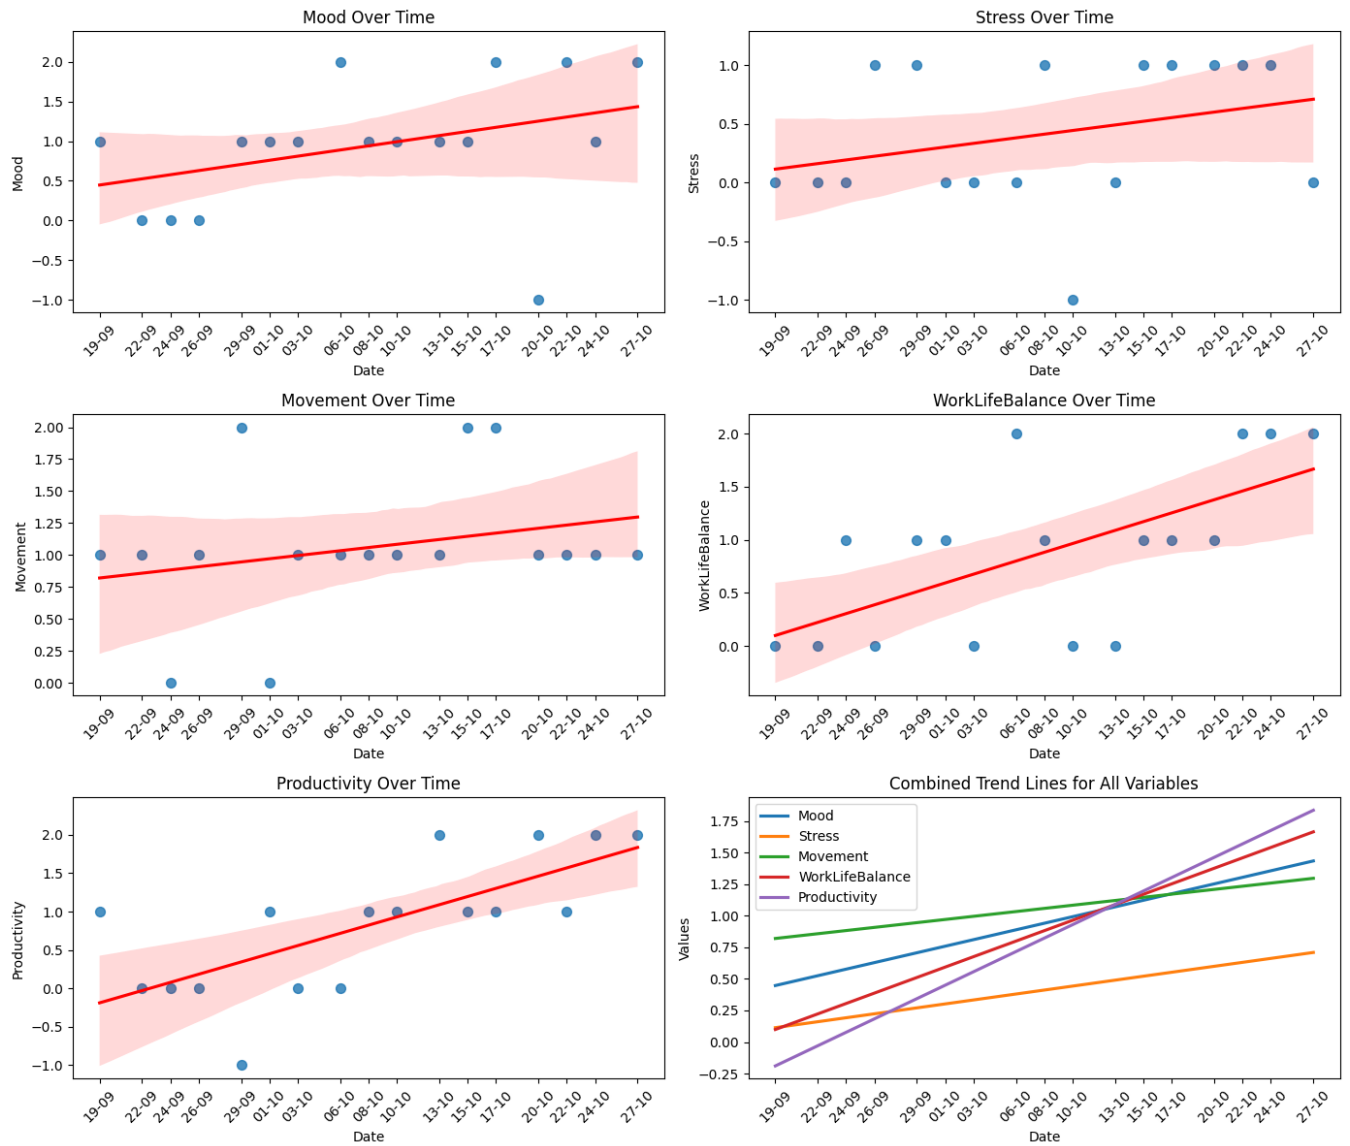 Mood Over Time
Mood
2.0
1.5
1.0
0.5
0.0
−0.5
−1.0
19-09 22-09 24-09 26-09 29-09 01-10 03-10 06-10 08-10 10-10 13-10 15-10 17-10 20-10 22-10 24-10 27-10
Date
Stress Over Time
Stress
1.0
0.5
0.0
−0.5
−1.0
19-09 22-09 24-09 26-09 29-09 01-10 03-10 06-10 08-10 10-10 13-10 15-10 17-10 20-10 22-10 24-10 27-10
Date
Movement Over Time
Movement
2.00
1.75
1.50
1.25
1.00
0.75
0.50
0.25
0.00
19-09 22-09 24-09 26-09 29-09 01-10 03-10 06-10 08-10 10-10 13-10 15-10 17-10 20-10 22-10 24-10 27-10
Date
WorkLifeBalance Over Time
WorkLifeBalance
2.0
1.5
1.0
0.5
0.0
19-09 22-09 24-09 26-09 29-09 01-10 03-10 06-10 08-10 10-10 13-10 15-10 17-10 20-10 22-10 24-10 27-10
Date
Productivity Over Time
Productivity
2.0
1.5
1.0
0.5
0.0
−0.5
−1.0
19-09 22-09 24-09 26-09 29-09 01-10 03-10 06-10 08-10 10-10 13-10 15-10 17-10 20-10 22-10 24-10 27-10
Date
Combined Trend Lines for All Variables
Mood
Stress
Movement
WorkLifeBalance
Productivity
Values
1.75
1.50
1.25
1.00
0.75
0.50
0.25
0.00
−0.25
19-09 22-09 24-09 26-09 29-09 01-10 03-10 06-10 08-10 10-10 13-10 15-10 17-10 20-10 22-10 24-10 27-10
Date